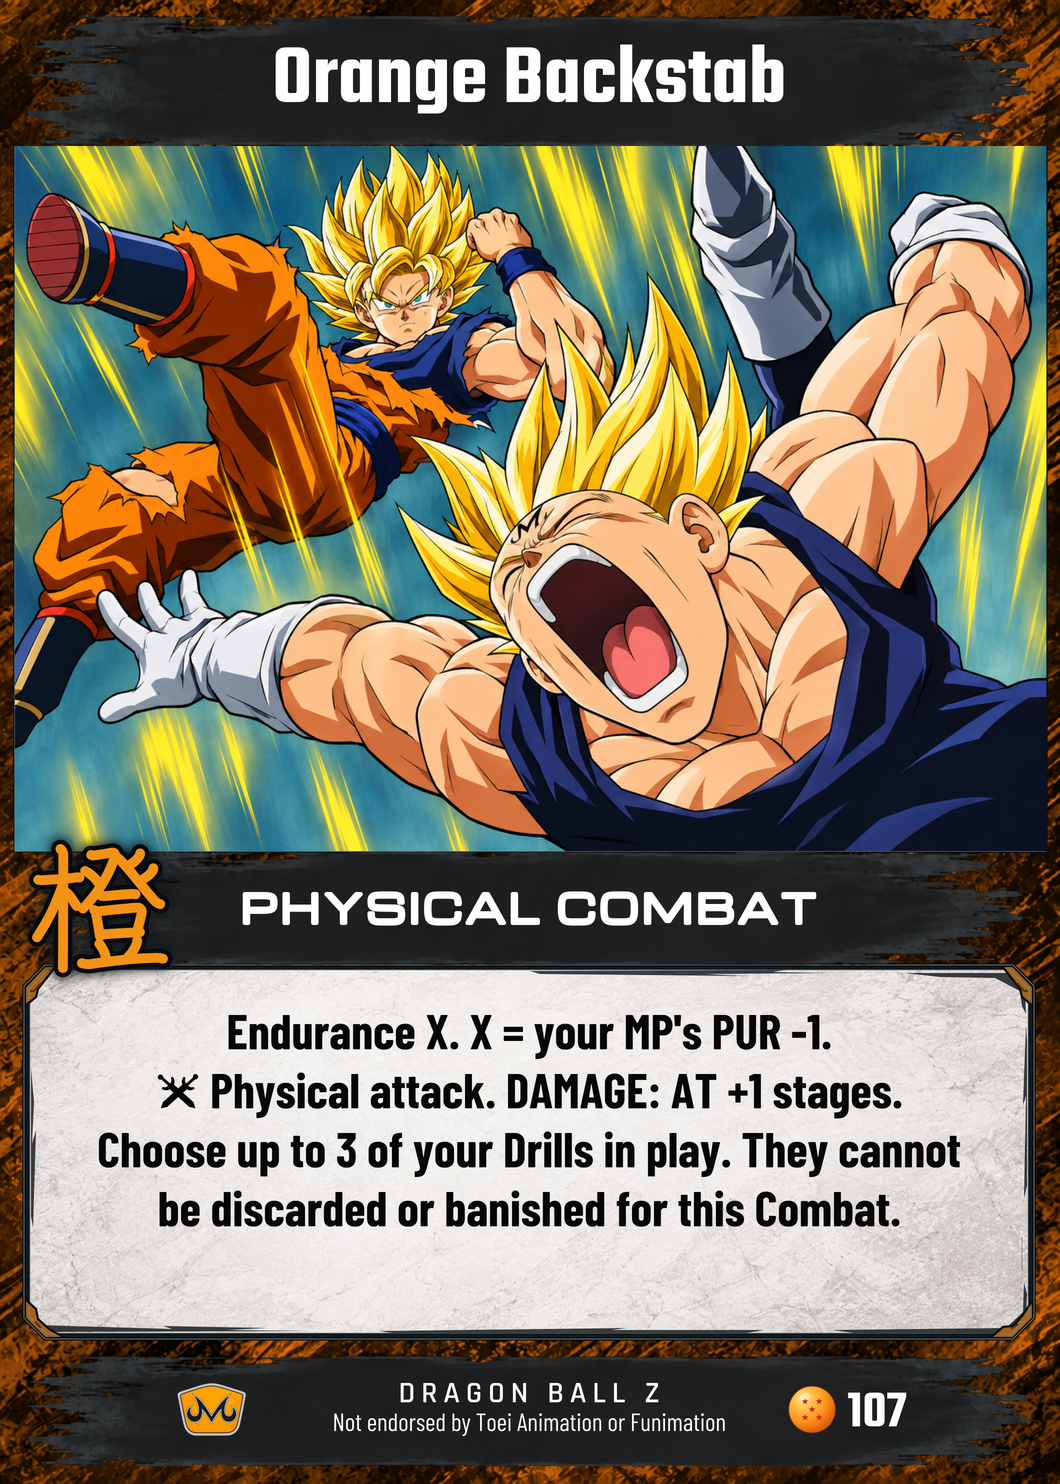 Orange Backstab
橙
PHYSICAL COMBAT
Endurance X. X = your MP's PUR -1.
Physical attack. DAMAGE: AT +1 stages.
Choose up to 3 of your Drills in play. They cannot
be discarded or banished for this Combat.
DRAGON BALL Z
Not endorsed by Toei Animation or Funimation
107